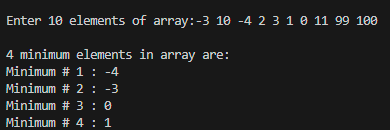 Enter 10 elements of array:-3 10 -4 2 3 1 0 11 99 100
4 minimum elements in array are:
Minimum # 1 : -4
Minimum # 2 : -3
Minimum # 3 : 0
Minimum # 4 : 1